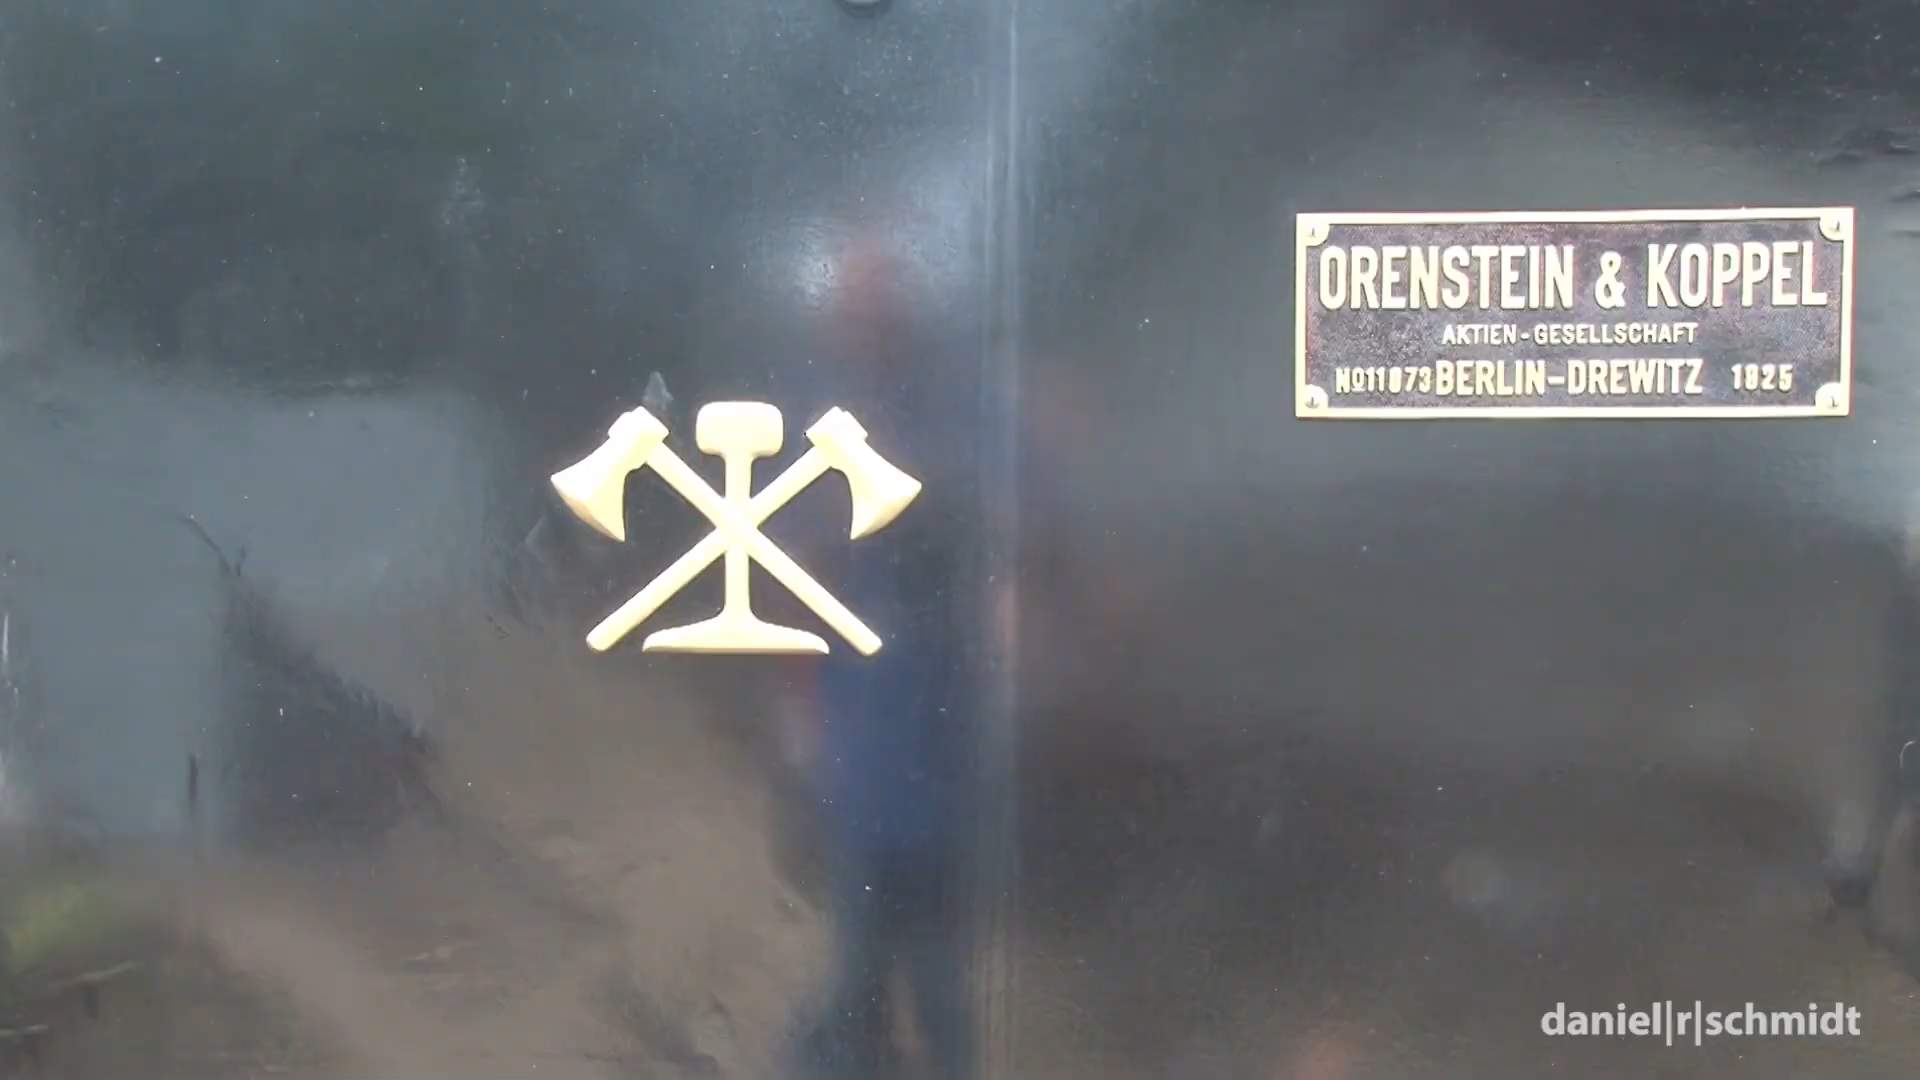 ORENSTEIN & KOPPEL
AKTIEN-GESELLSCHAFT
No11073 BERLIN-DREWITZ 1925
daniel|r|schmidt